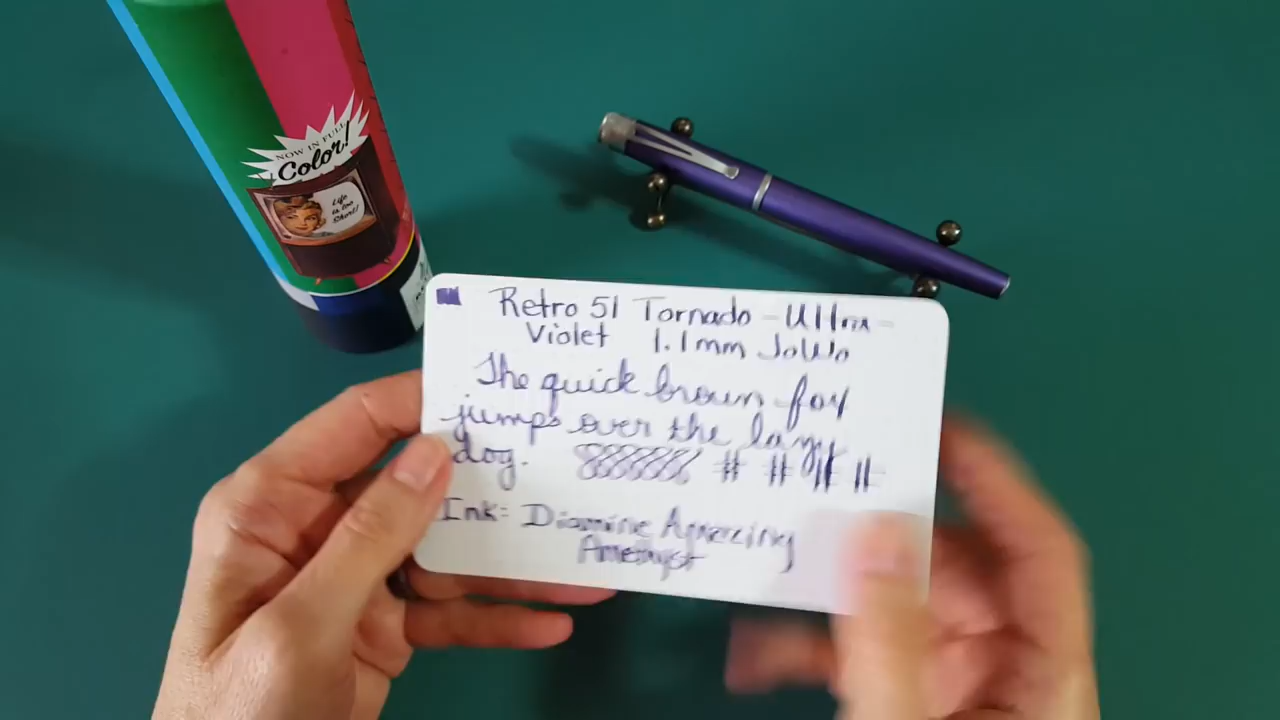 NOW IN FULL
Color!
Life
is too
Short!
Retro 51 Tornado - Ultra -
Violet 1.1mm JoWo
The quick brown fox
jumps over the lazy
dog. # # # #
Ink: Diamine Amazing
Amethyst